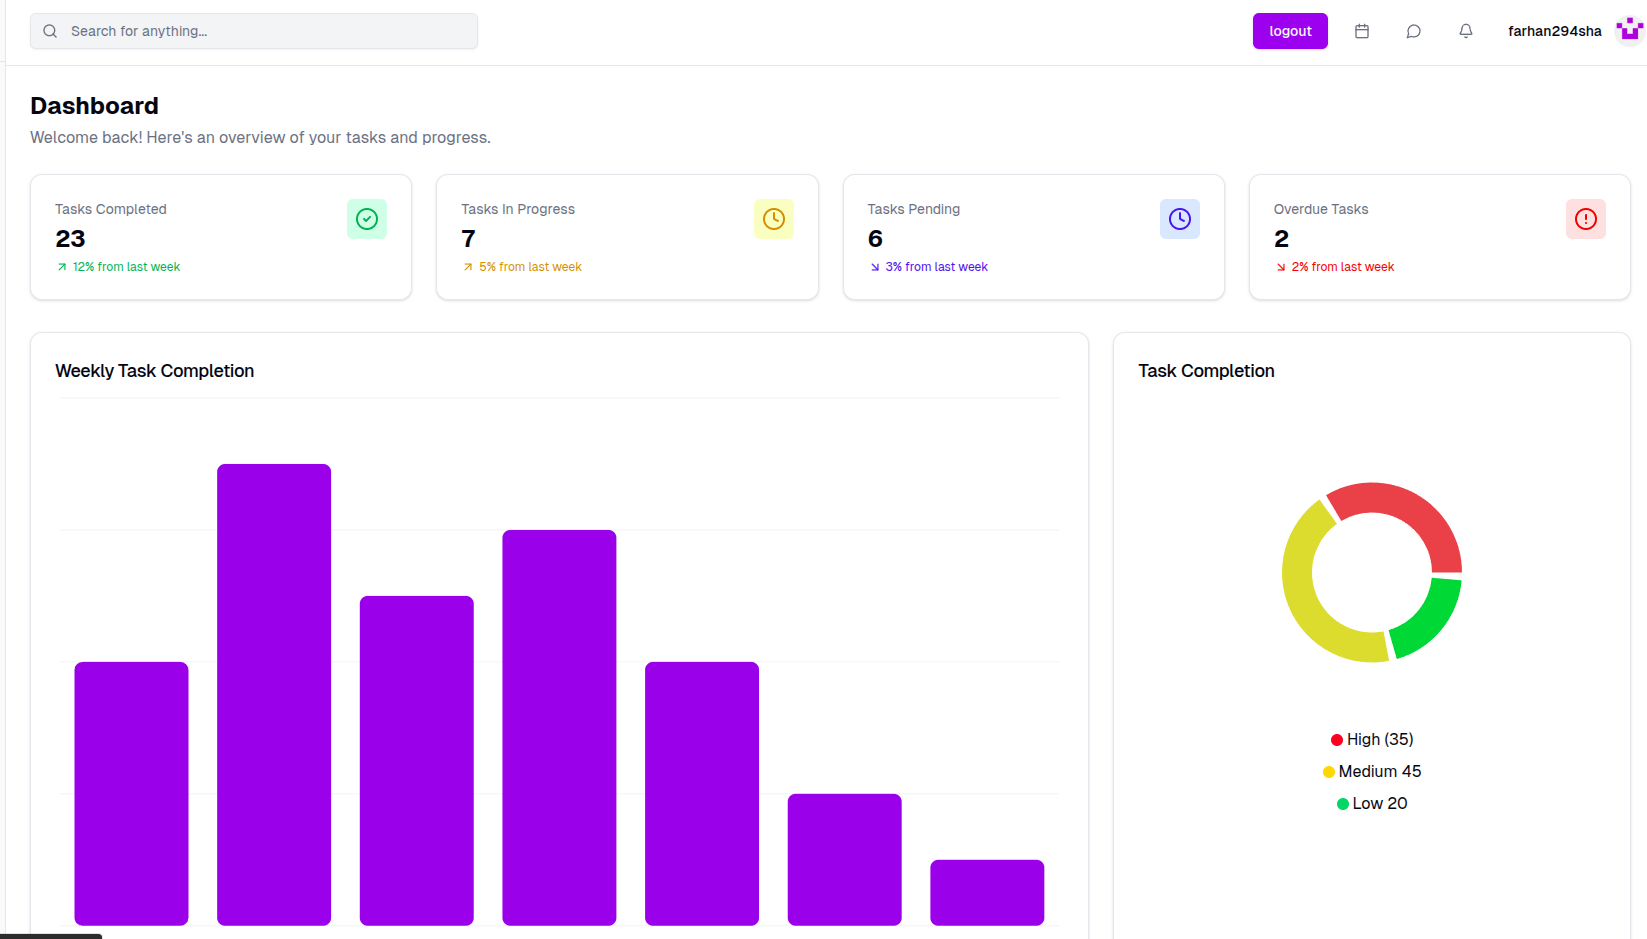 Search for anything...
logout
farhan294sha
Dashboard
Welcome back! Here's an overview of your tasks and progress.
Tasks Completed
23
12% from last week
Tasks In Progress
7
5% from last week
Tasks Pending
6
3% from last week
Overdue Tasks
2
2% from last week
Weekly Task Completion
Task Completion
High (35)
Medium 45
Low 20